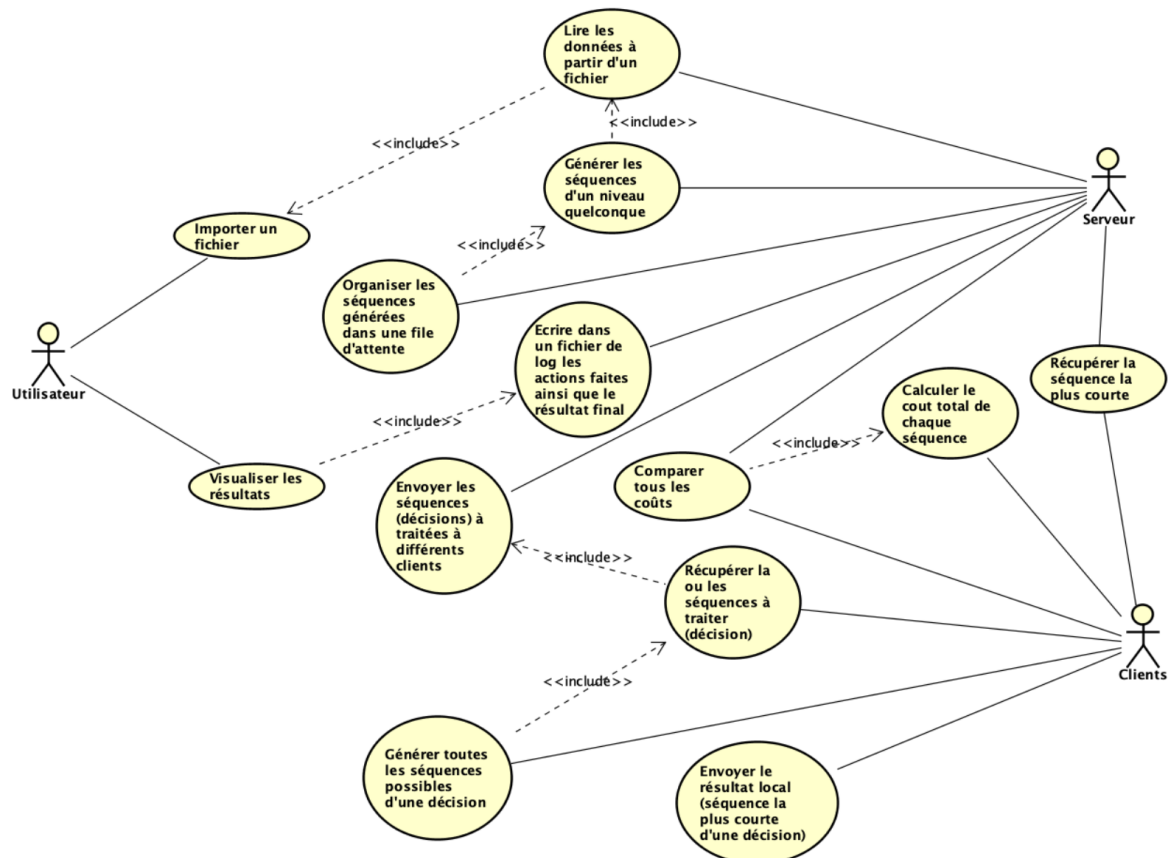 Lire les
données à
partir d'un
fichier
<<include>>
<<include>>
Générer les
séquences
d'un niveau
quelconque
Serveur
Importer un
fichier
<<include>>
Organiser les
séquences
générées
dans une file
d'attente
Ecrire dans
un fichier de
log les
actions faites
ainsi que le
résultat final
Utilisateur
Récupérer la
séquence la
plus courte
Calculer le
cout total de
chaque
séquence
<<include>>
<<include>>
Visualiser les
résultats
Envoyer les
séquences
(décisions) à
traitées à
différents
clients
Comparer
tous les
coûts
<<include>>
Récupérer la
ou les
séquences à
traiter
(décision)
Clients
<<include>>
Générer toutes
les séquences
possibles
d'une décision
Envoyer le
résultat local
(séquence la
plus courte
d'une décision)